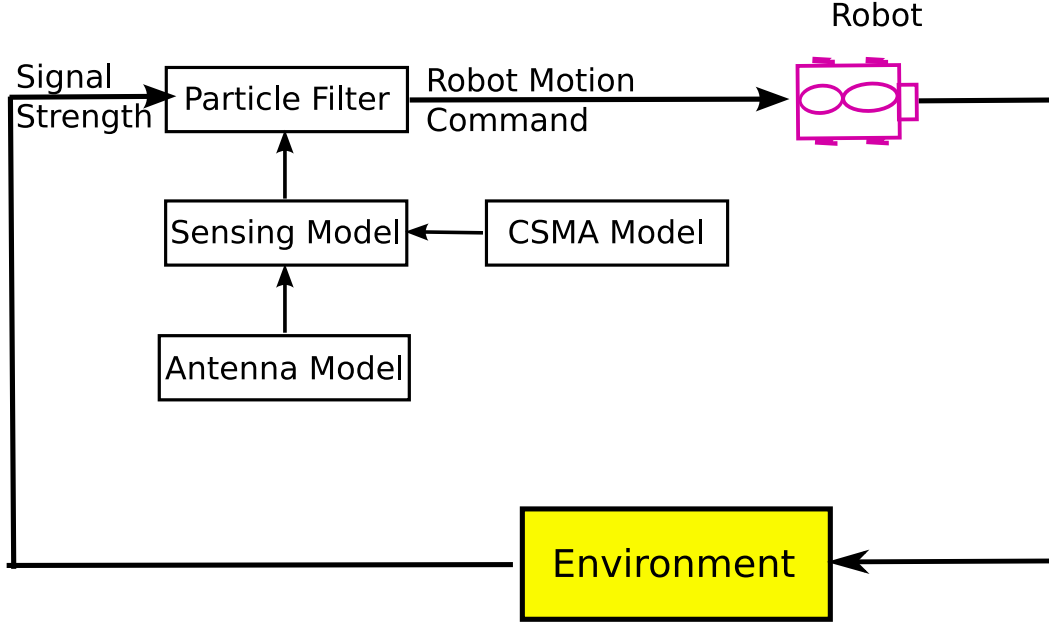 Robot
Signal
Strength
Particle Filter
Robot Motion
Command
Sensing Model
CSMA Model
Antenna Model
Environment